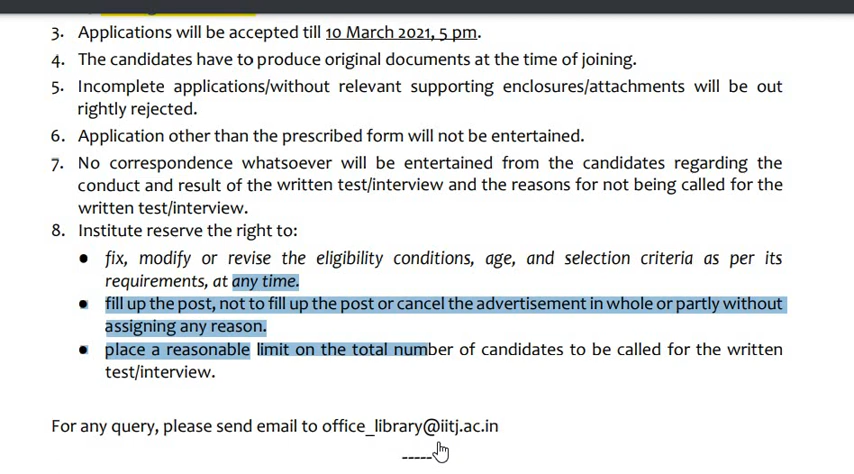 3. Applications will be accepted till 10 March 2021, 5 pm.
4. The candidates have to produce original documents at the time of joining.
5. Incomplete applications/without relevant supporting enclosures/attachments will be out
rightly rejected.
6. Application other than the prescribed form will not be entertained.
7. No correspondence whatsoever will be entertained from the candidates regarding the
conduct and result of the written test/interview and the reasons for not being called for the
written test/interview.
8. Institute reserve the right to:
● fix, modify or revise the eligibility conditions, age, and selection criteria as per its
requirements, at any time.
● fill up the post, not to fill up the post or cancel the advertisement in whole or partly without
assigning any reason.
● place a reasonable limit on the total number of candidates to be called for the written
test/interview.
For any query, please send email to office_library@iitj.ac.in
-----